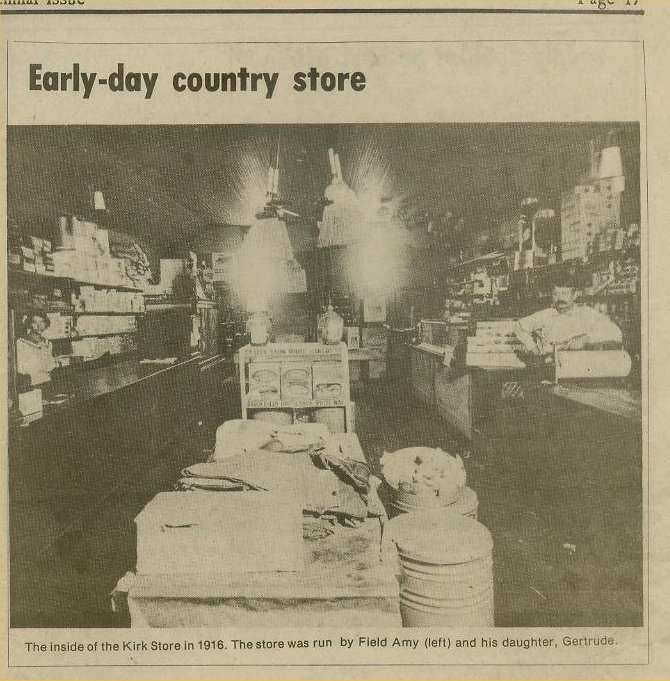 Issue
Page 17
Early-day country store
The inside of the Kirk Store in 1916. The store was run by Field Amy (left) and his daughter, Gertrude.